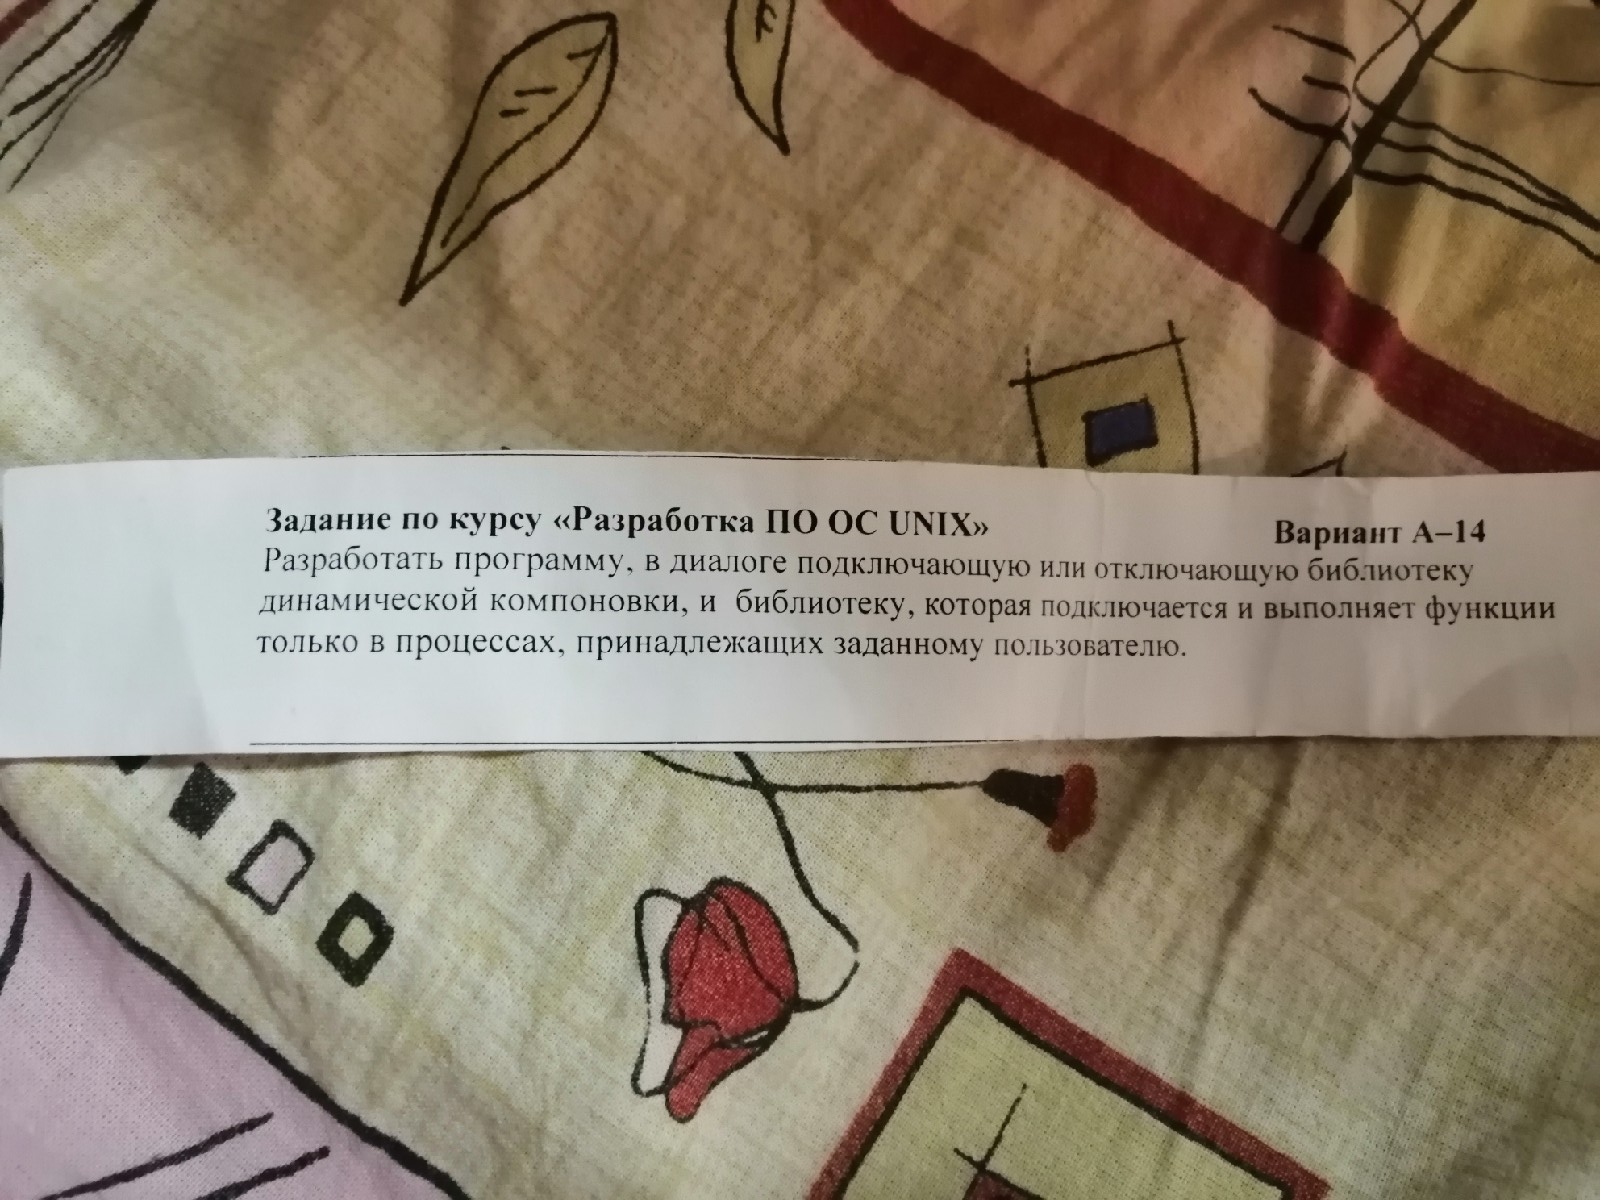 Задание по курсу «Разработка ПО ОС UNIX» Вариант А–14
Разработать программу, в диалоге подключающую или отключающую библиотеку
динамической компоновки, и библиотеку, которая подключается и выполняет функции
только в процессах, принадлежащих заданному пользователю.